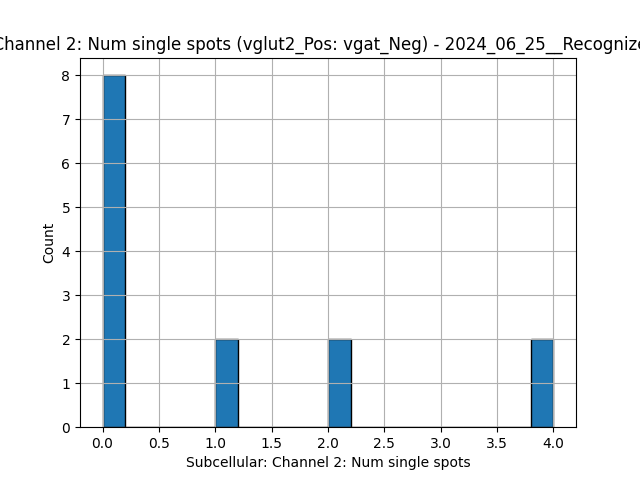 Channel 2: Num single spots (vglut2_Pos: vgat_Neg) - 2024_06_25__Recognize
8
7
6
5
4
3
2
1
0
Count
0.0 0.5 1.0 1.5 2.0 2.5 3.0 3.5 4.0
Subcellular: Channel 2: Num single spots